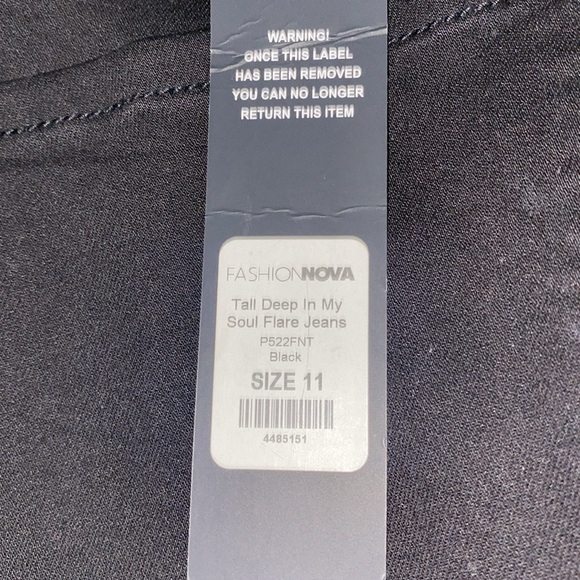 WARNING!
ONCE THIS LABEL
HAS BEEN REMOVED
YOU CAN NO LONGER
RETURN THIS ITEM
FASHIONNOVA
Tall Deep In My
Soul Flare Jeans
P522FNT
Black
SIZE 11
4485151